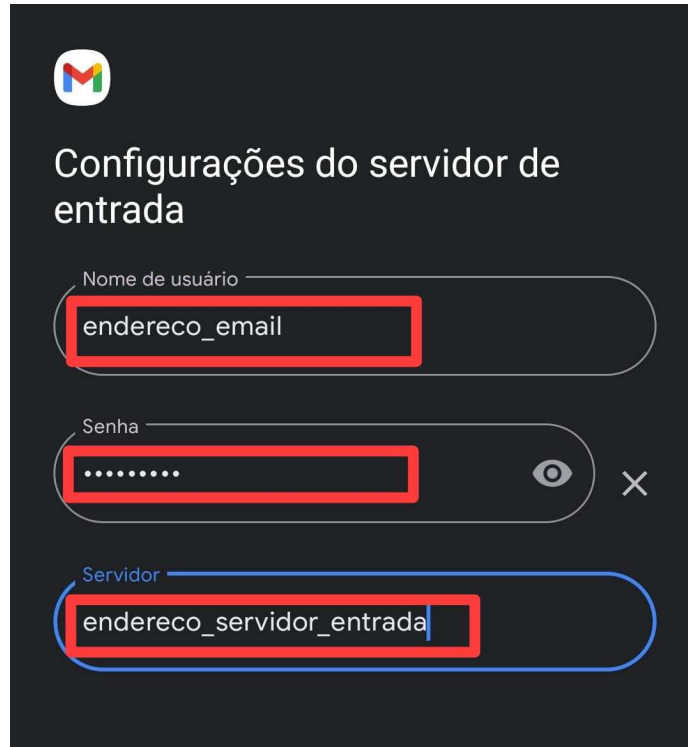 Configurações do servidor de
entrada
Nome de usuário
endereco_email
Senha
•••••••••
Servidor
endereco_servidor_entrada